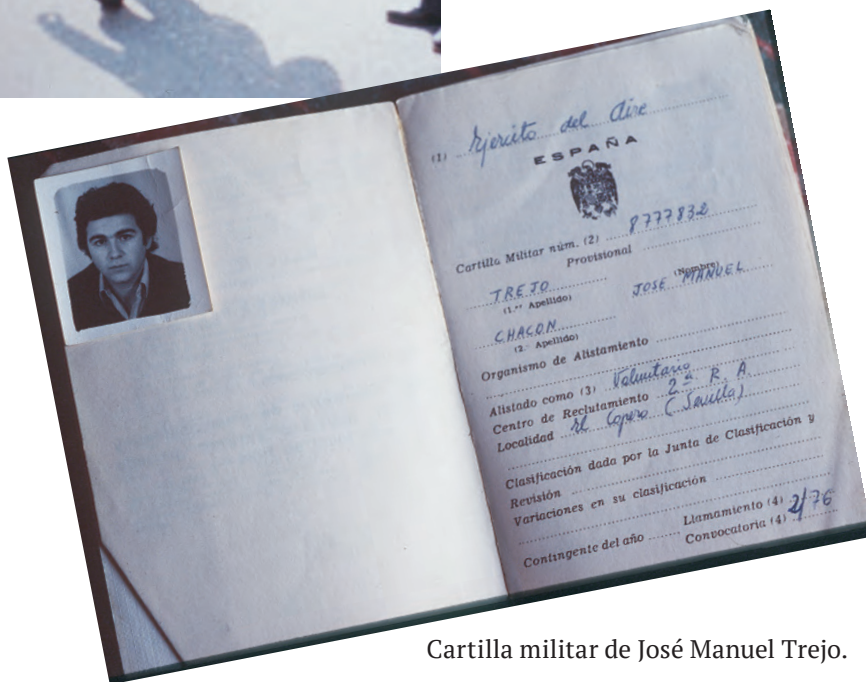 (1) Ejercito del Aire
ESPAÑA
Cartilla Militar núm. (2) 8777832
Provisional
TREJO JOSE MANUEL
(1.er Apellido) (Nombre)
CHACON
(2.º Apellido)
Organismo de Alistamiento
Alistado como (3) Voluntario
Centro de Reclutamiento 2ª R. A.
Localidad El Copero (Sevilla)
Clasificación dada por la Junta de Clasificación y
Revisión
Variaciones en su clasificación
Llamamiento (4) 2/76
Contingente del año Convocatoria (4)
Cartilla militar de José Manuel Trejo.